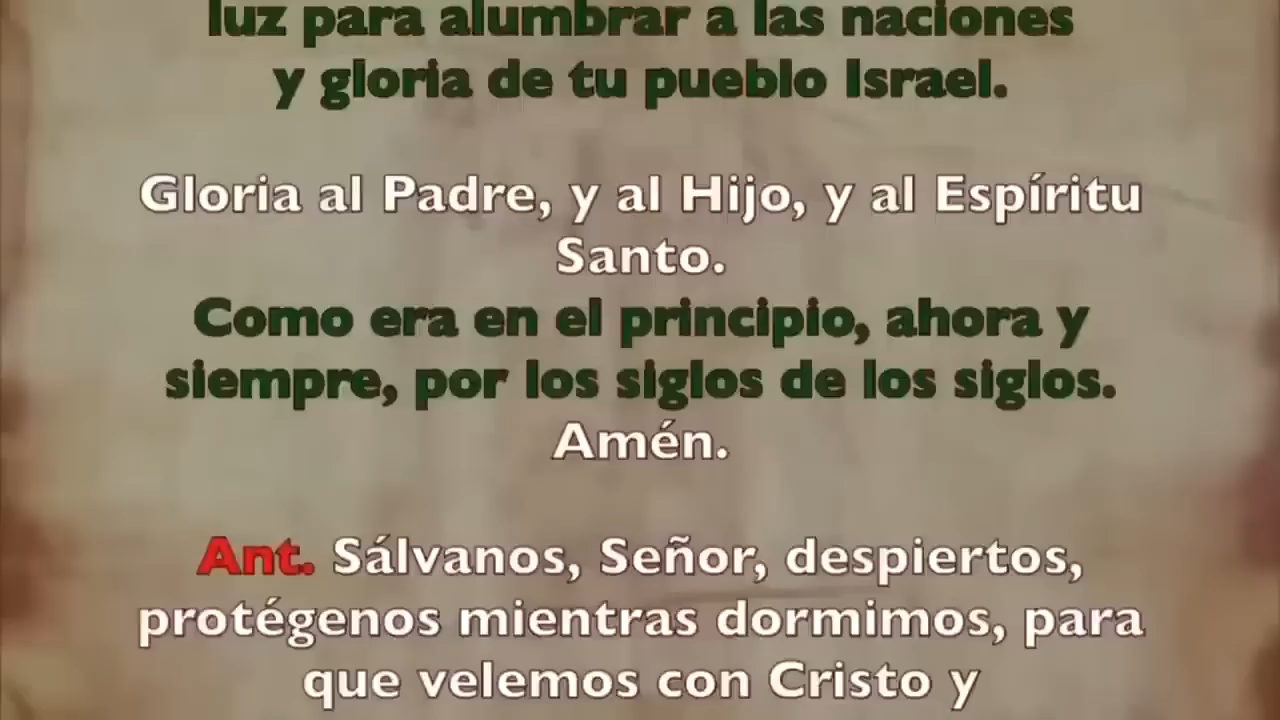 luz para alumbrar a las naciones
y gloria de tu pueblo Israel.
Gloria al Padre, y al Hijo, y al Espíritu
Santo.
Como era en el principio, ahora y
siempre, por los siglos de los siglos.
Amén.
Ant. Sálvanos, Señor, despiertos,
protégenos mientras dormimos, para
que velemos con Cristo y